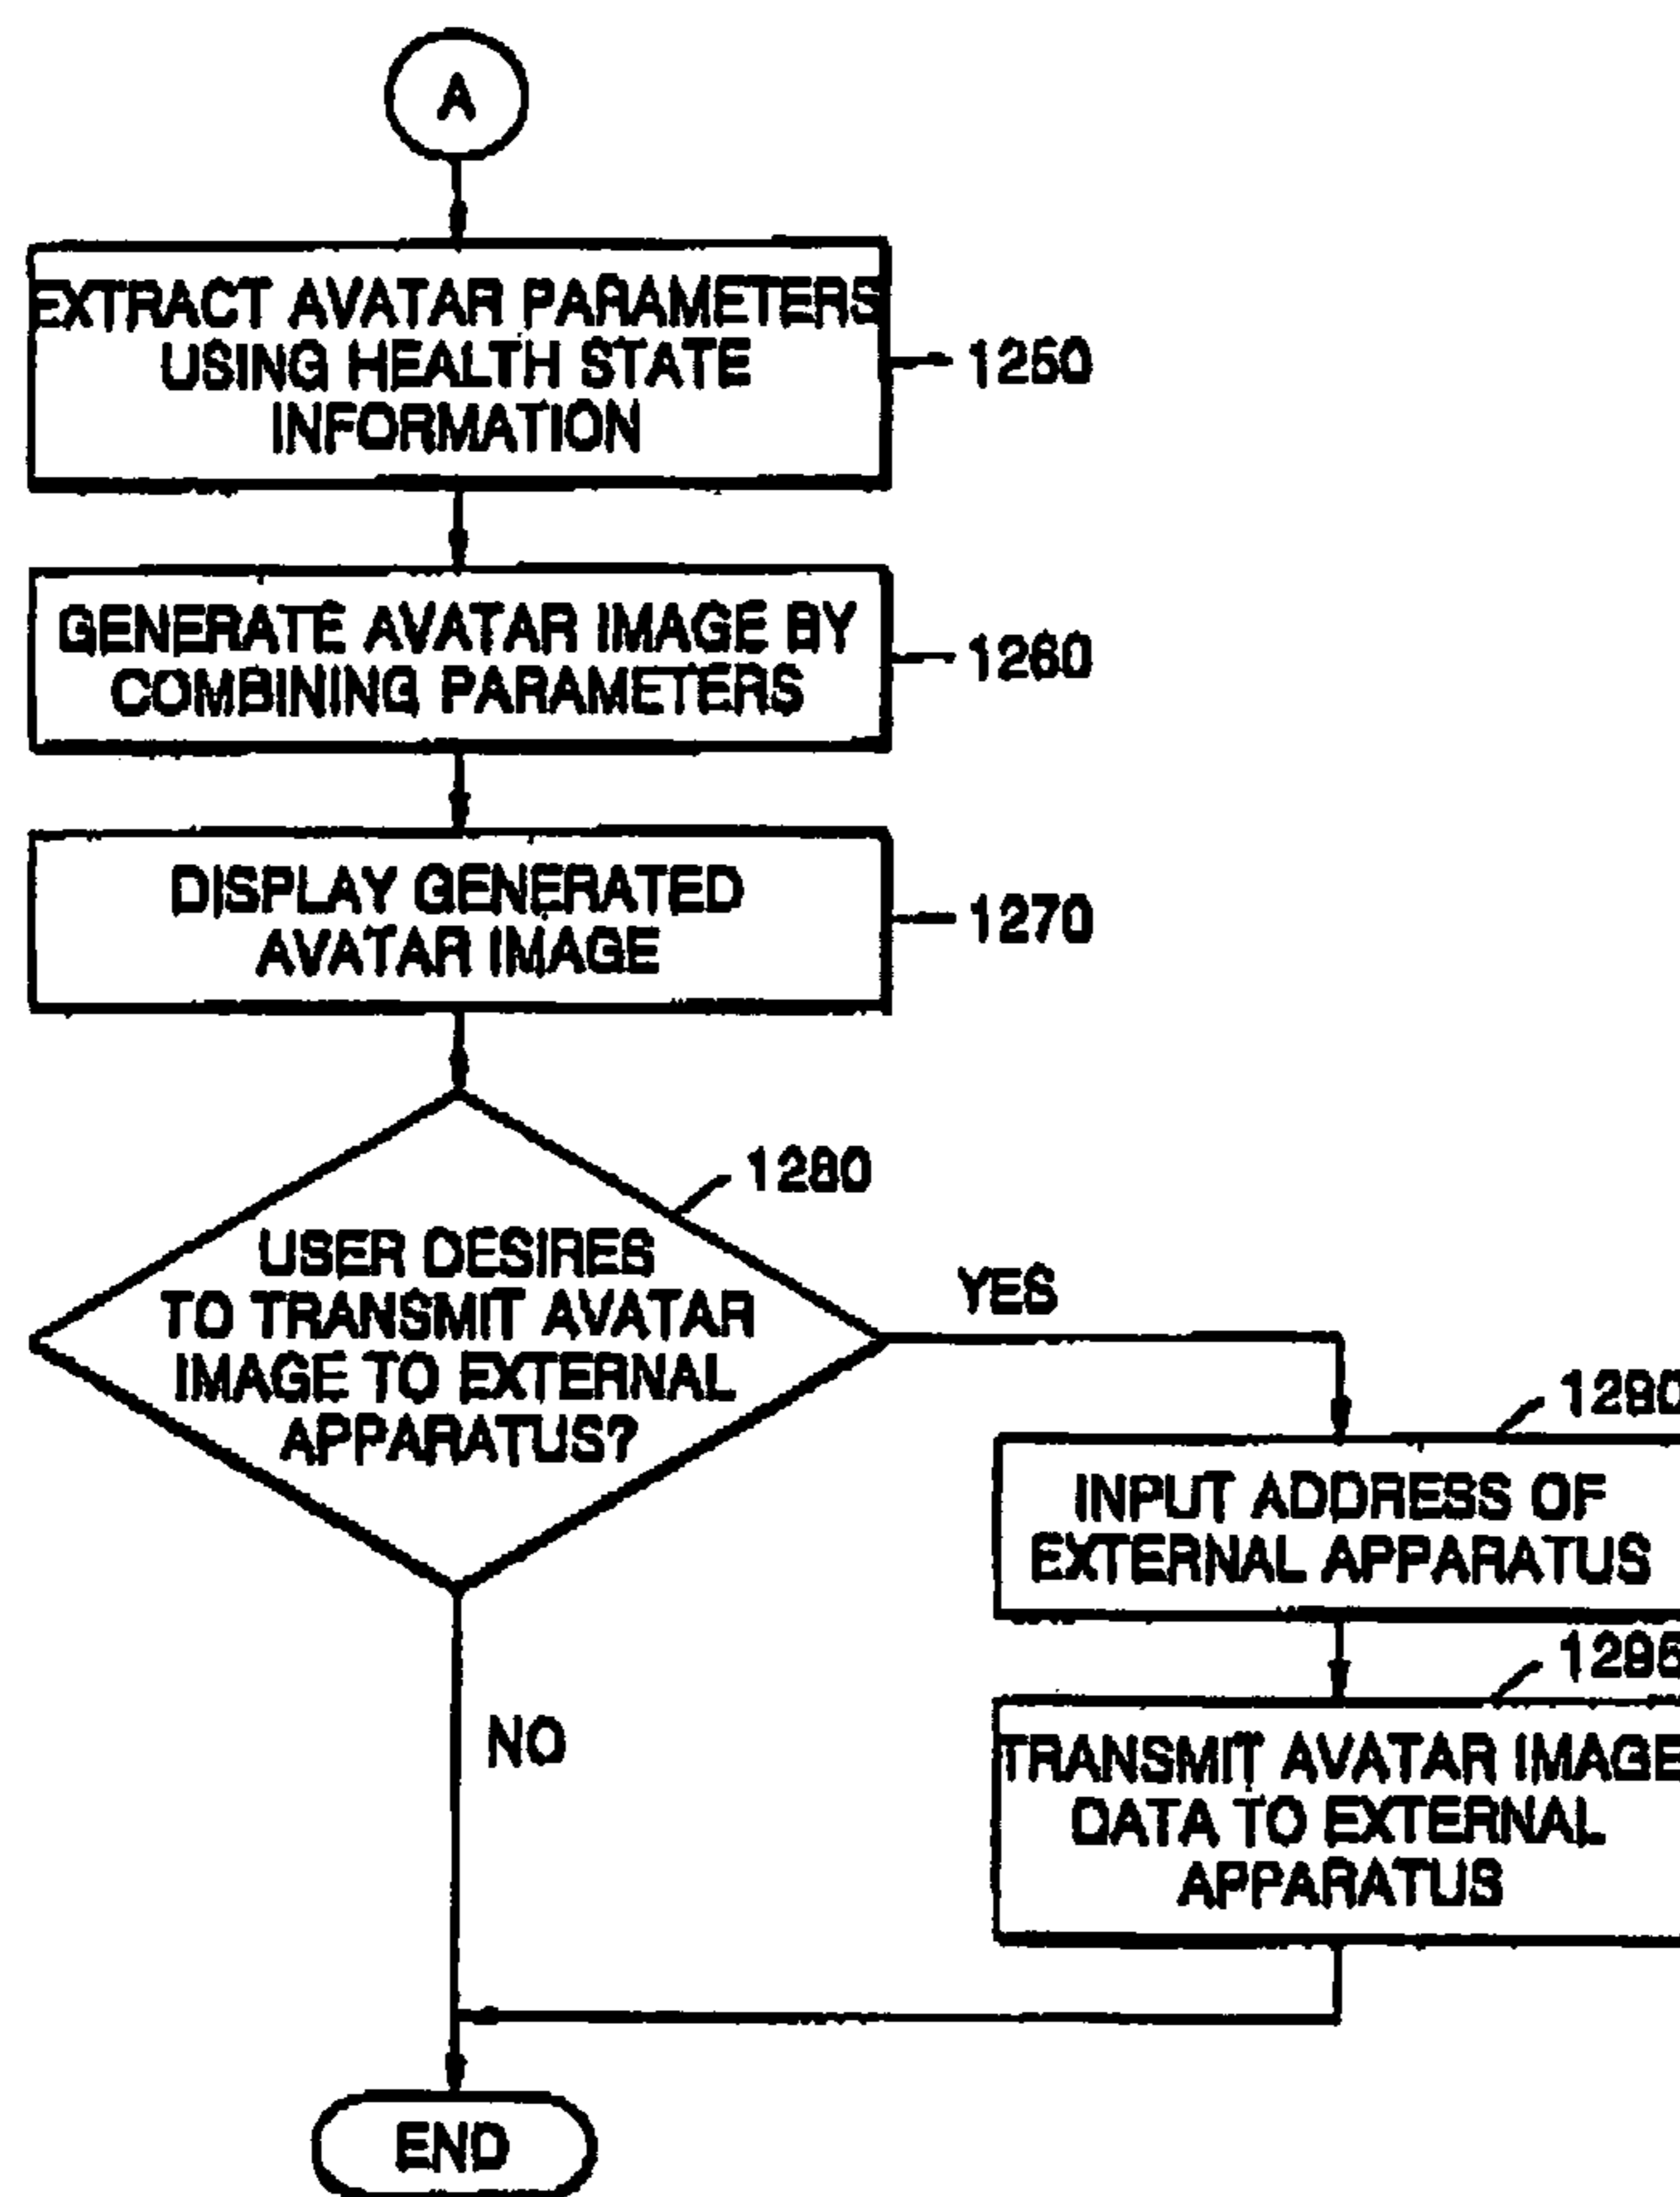 A
EXTRACT AVATAR PARAMETERS
USING HEALTH STATE
INFORMATION
1250
GENERATE AVATAR IMAGE BY
COMBINING PARAMETERS
1260
DISPLAY GENERATED
AVATAR IMAGE
1270
1280
USER DESIRES
TO TRANSMIT AVATAR
IMAGE TO EXTERNAL
APPARATUS?
YES
1290
INPUT ADDRESS OF
EXTERNAL APPARATUS
1295
TRANSMIT AVATAR IMAGE
DATA TO EXTERNAL
APPARATUS
NO
END